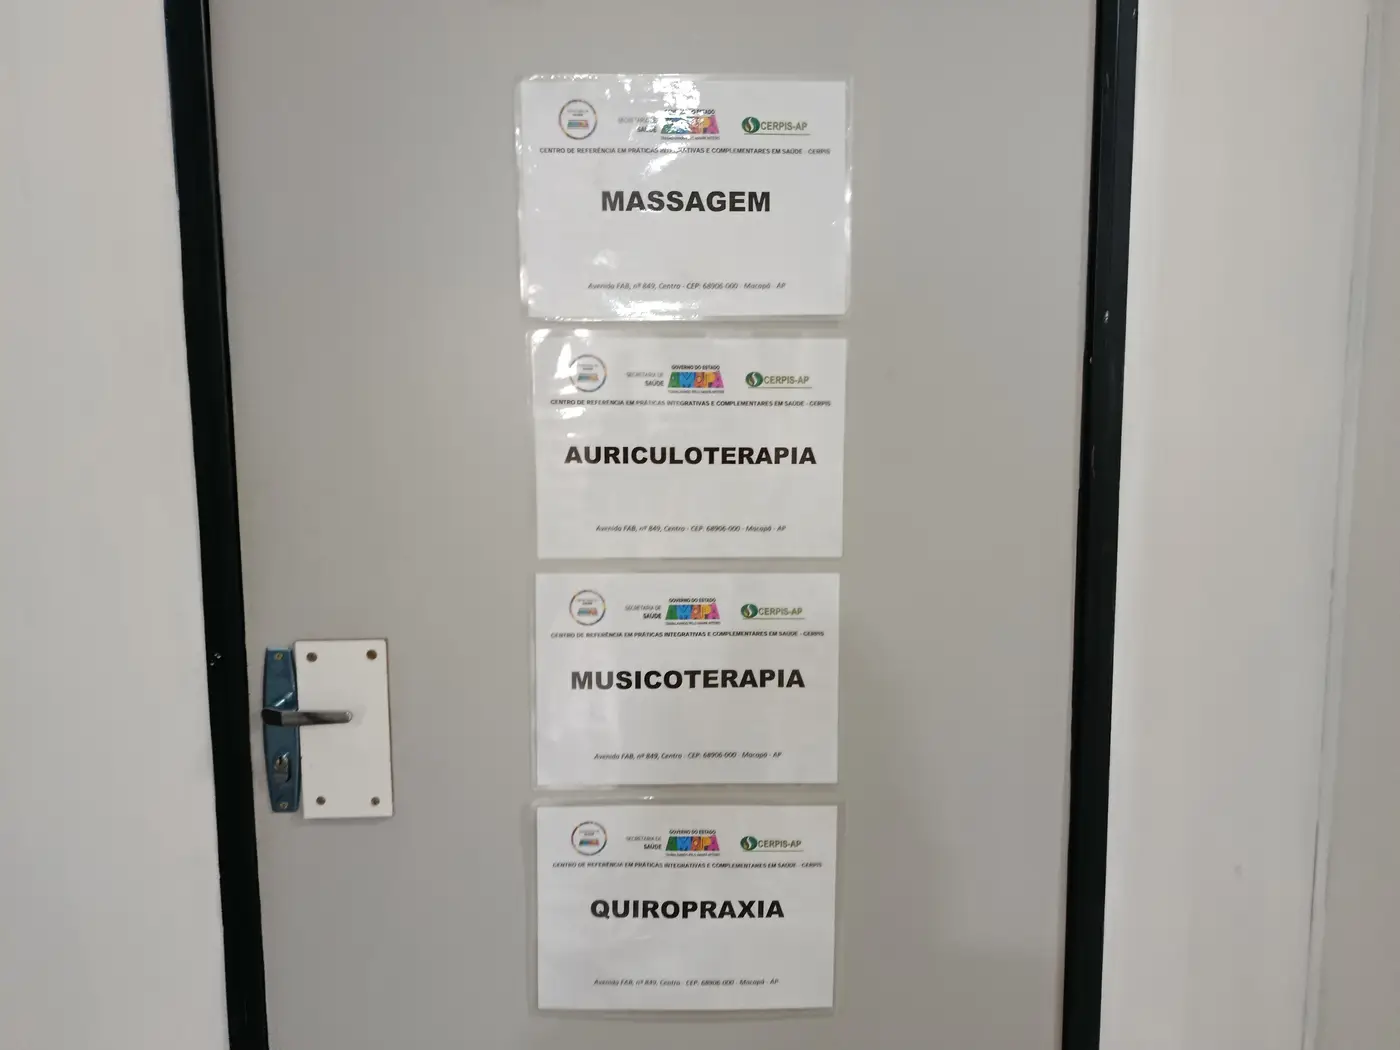 SECRETARIA DE
SAÚDE
CERPIS-AP
CENTRO DE REFERÊNCIA EM PRÁTICAS INTEGRATIVAS E COMPLEMENTARES EM SAÚDE - CERPIS
MASSAGEM
Avenida FAB, nº 849, Centro - CEP: 68906-000 - Macapá - AP
SECRETARIA DE
SAÚDE
GOVERNO DO ESTADO
AMAPÁ
CERPIS-AP
CENTRO DE REFERÊNCIA EM PRÁTICAS INTEGRATIVAS E COMPLEMENTARES EM SAÚDE - CERPIS
AURICULOTERAPIA
Avenida FAB, nº 849, Centro - CEP: 68906-000 - Macapá - AP
SECRETARIA DE
SAÚDE
GOVERNO DO ESTADO
AMAPÁ
CERPIS-AP
CENTRO DE REFERÊNCIA EM PRÁTICAS INTEGRATIVAS E COMPLEMENTARES EM SAÚDE - CERPIS
MUSICOTERAPIA
Avenida FAB, nº 849, Centro - CEP: 68906-000 - Macapá - AP
SECRETARIA DE
SAÚDE
GOVERNO DO ESTADO
AMAPÁ
CERPIS-AP
CENTRO DE REFERÊNCIA EM PRÁTICAS INTEGRATIVAS E COMPLEMENTARES EM SAÚDE - CERPIS
QUIROPRAXIA
Avenida FAB, nº 849, Centro - CEP: 68906-000 - Macapá - AP